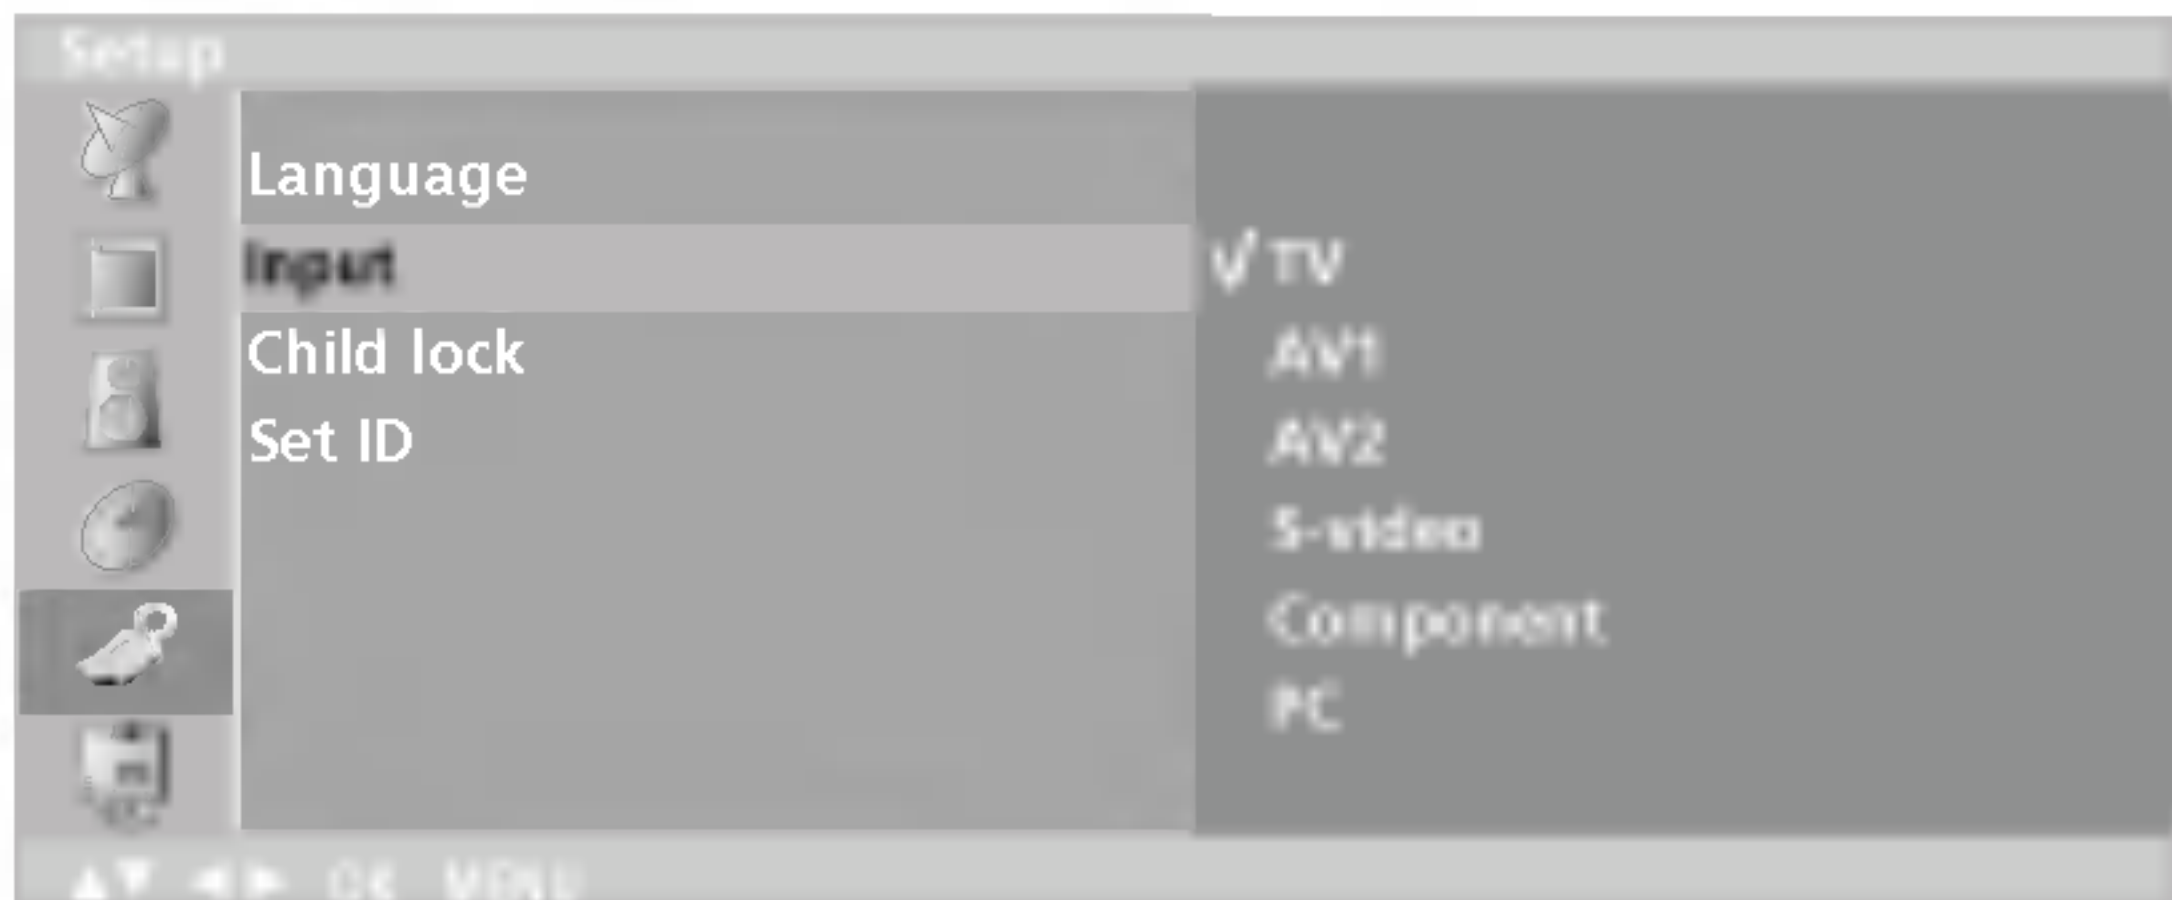 Setup
Language
Input √ TV
Child lock AV1
Set ID AV2
S-video
Component
PC
▲▼ ◀▶ OK MENU